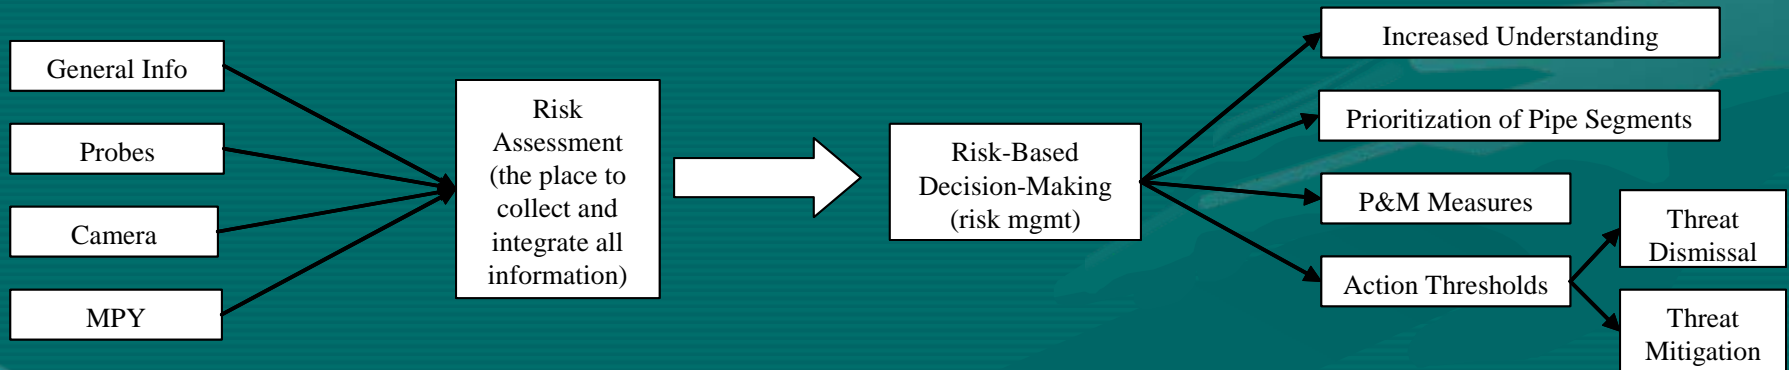 General Info
Probes
Camera
MPY
Risk
Assessment
(the place to
collect and
integrate all
information)
Risk-Based
Decision-Making
(risk mgmt)
Increased Understanding
Prioritization of Pipe Segments
P&M Measures
Action Thresholds
Threat
Dismissal
Threat
Mitigation